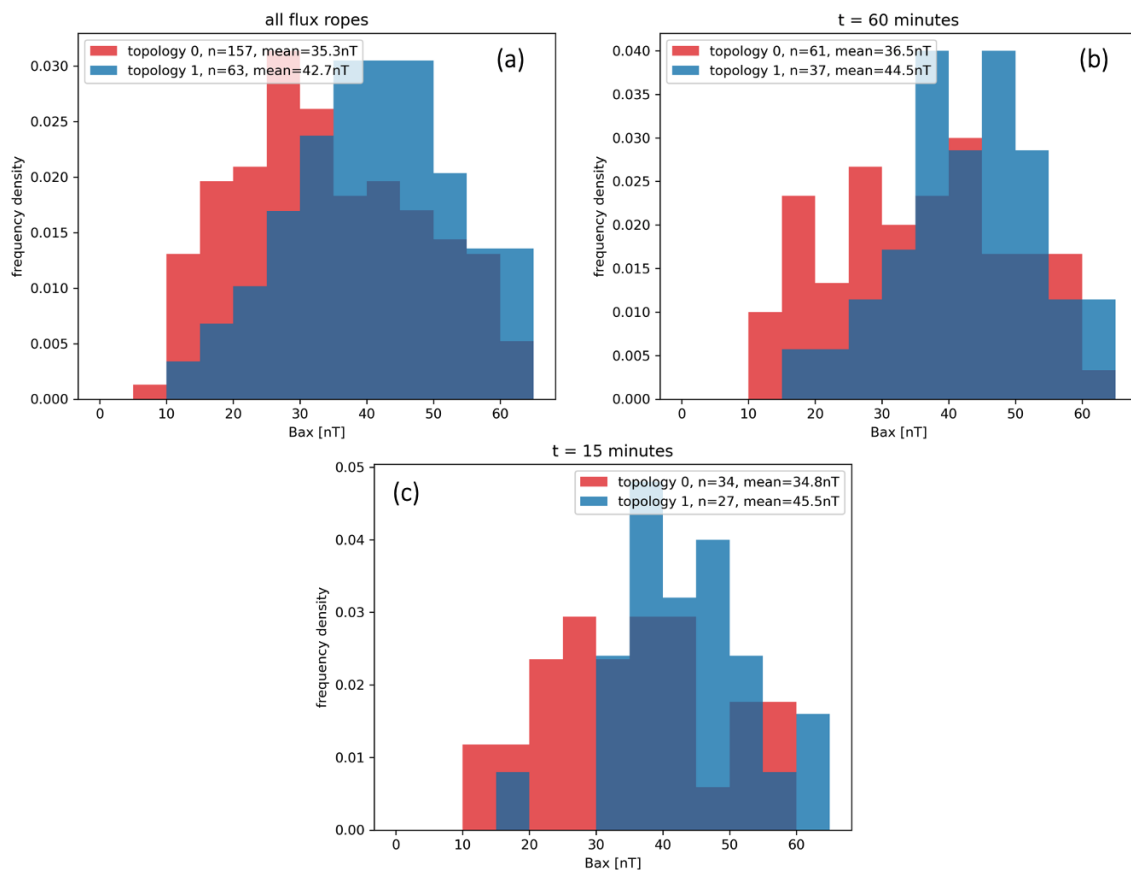 all flux ropes
topology 0, n=157, mean=35.3nT
topology 1, n=63, mean=42.7nT
(a)
frequency density
0.030
0.025
0.020
0.015
0.010
0.005
0.000
0 10 20 30 40 50 60
Bax [nT]
t = 60 minutes
topology 0, n=61, mean=36.5nT
topology 1, n=37, mean=44.5nT
(b)
frequency density
0.040
0.035
0.030
0.025
0.020
0.015
0.010
0.005
0.000
0 10 20 30 40 50 60
Bax [nT]
t = 15 minutes
(c)
topology 0, n=34, mean=34.8nT
topology 1, n=27, mean=45.5nT
frequency density
0.05
0.04
0.03
0.02
0.01
0.00
0 10 20 30 40 50 60
Bax [nT]